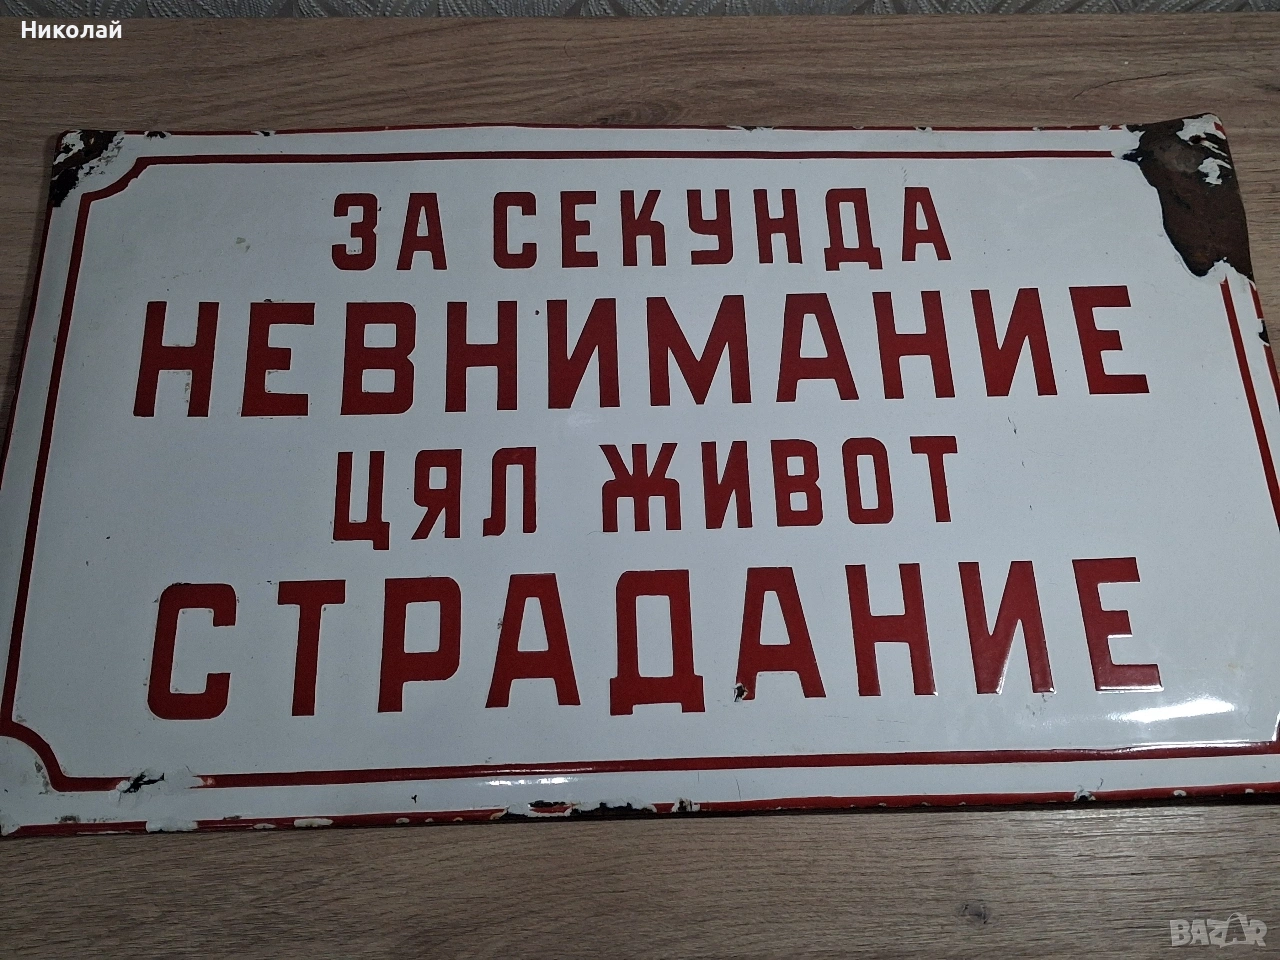 Николай
ЗА СЕКУНДА
НЕВНИМАНИЕ
ЦЯЛ ЖИВОТ
СТРАДАНИЕ
BAZAR